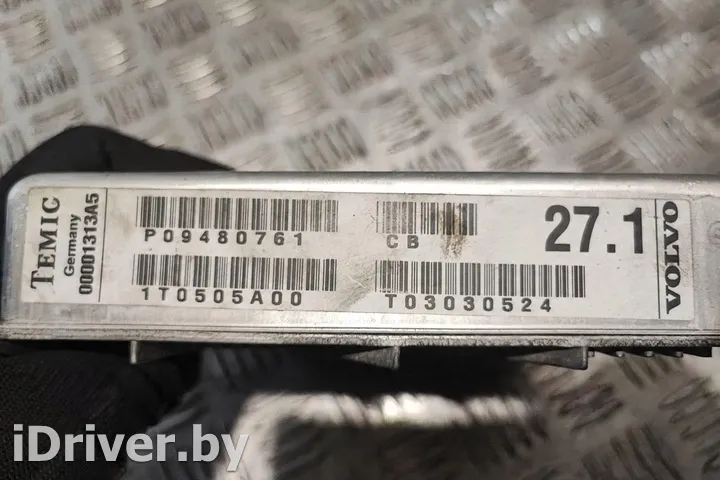 TEMIC
Germany
00001313A5
P09480761
CB
27.1
1T0505A00
T03030524
VOLVO
iDriver.by